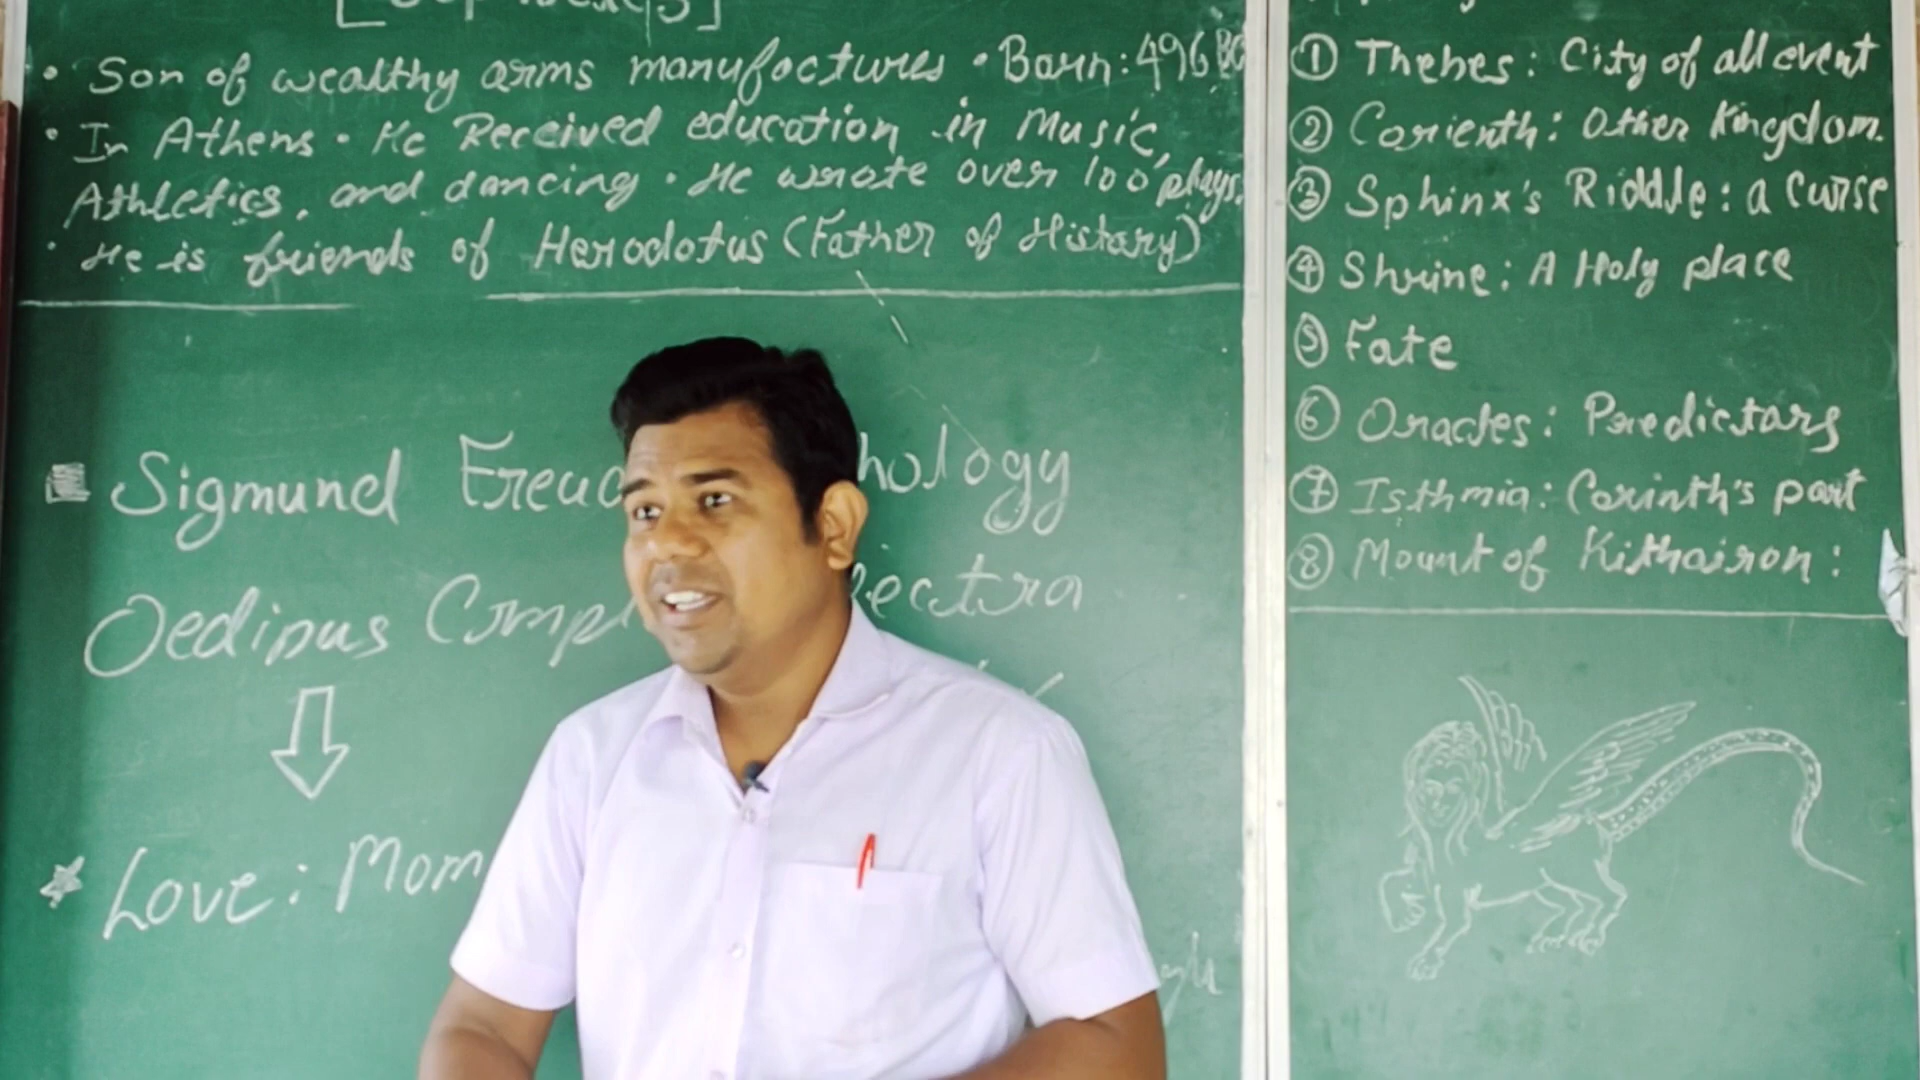 • Son of wealthy arms manufactures • Born: 496 BC
• In Athens • He Received education in Music,
Athletics, and dancing • He wrote over 100 plays.
• He is friends of Herodotus (Father of History)
Sigmund
Oedipus
Love: Mom
① Thebes: City of all event
② Corienth: Other Kingdom.
③ Sphinx's Riddle: a curse
④ Shrine: A Holy place
⑤ Fate
⑥ Oracles: Predictors
⑦ Isthmia: Corinth's part
⑧ Mount of Kithairon: